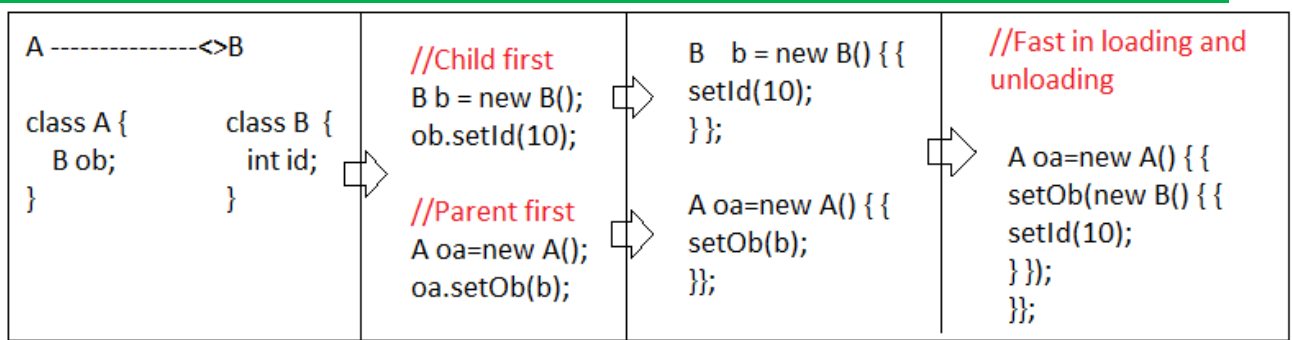 A ---------------<>B
class A {
B ob;
}
class B {
int id;
}
//Child first
B b = new B();
ob.setId(10);
//Parent first
A oa=new A();
oa.setOb(b);
B b = new B() { {
setId(10);
} };
A oa=new A() { {
setOb(b);
}};
//Fast in loading and
unloading
A oa=new A() { {
setOb(new B() { {
setId(10);
} });
}};